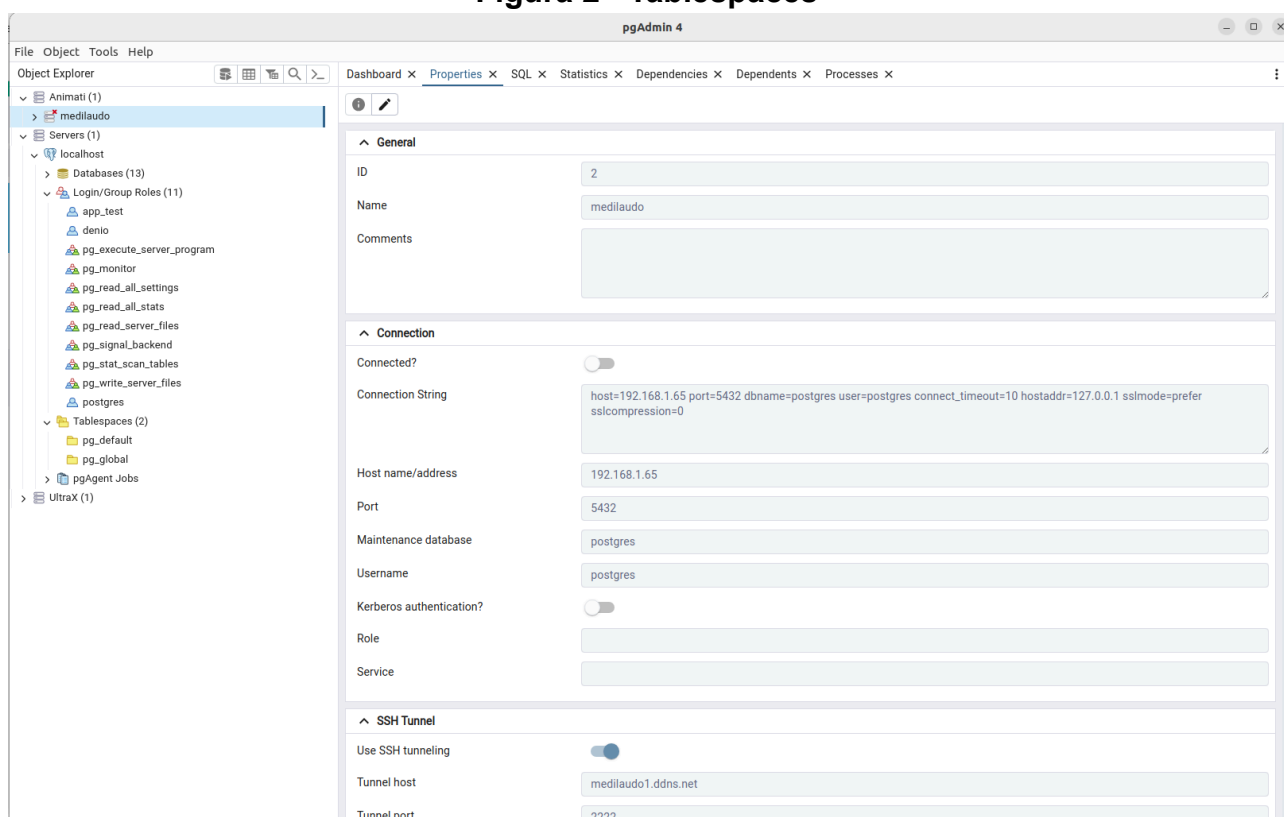 Figura 2 - Tablespaces
pgAdmin 4
File Object Tools Help
Object Explorer
Dashboard Properties SQL Statistics Dependencies Dependents Processes
Animati (1)
medilaudo
Servers (1)
localhost
Databases (13)
Login/Group Roles (11)
app_test
denio
pg_execute_server_program
pg_monitor
pg_read_all_settings
pg_read_all_stats
pg_read_server_files
pg_signal_backend
pg_stat_scan_tables
pg_write_server_files
postgres
Tablespaces (2)
pg_default
pg_global
pgAgent Jobs
UltraX (1)
General
ID 2
Name medilaudo
Comments
Connection
Connected?
Connection String host=192.168.1.65 port=5432 dbname=postgres user=postgres connect_timeout=10 hostaddr=127.0.0.1 sslmode=prefer
sslcompression=0
Host name/address 192.168.1.65
Port 5432
Maintenance database postgres
Username postgres
Kerberos authentication?
Role
Service
SSH Tunnel
Use SSH tunneling
Tunnel host medilaudo1.ddns.net
Tunnel port 2222